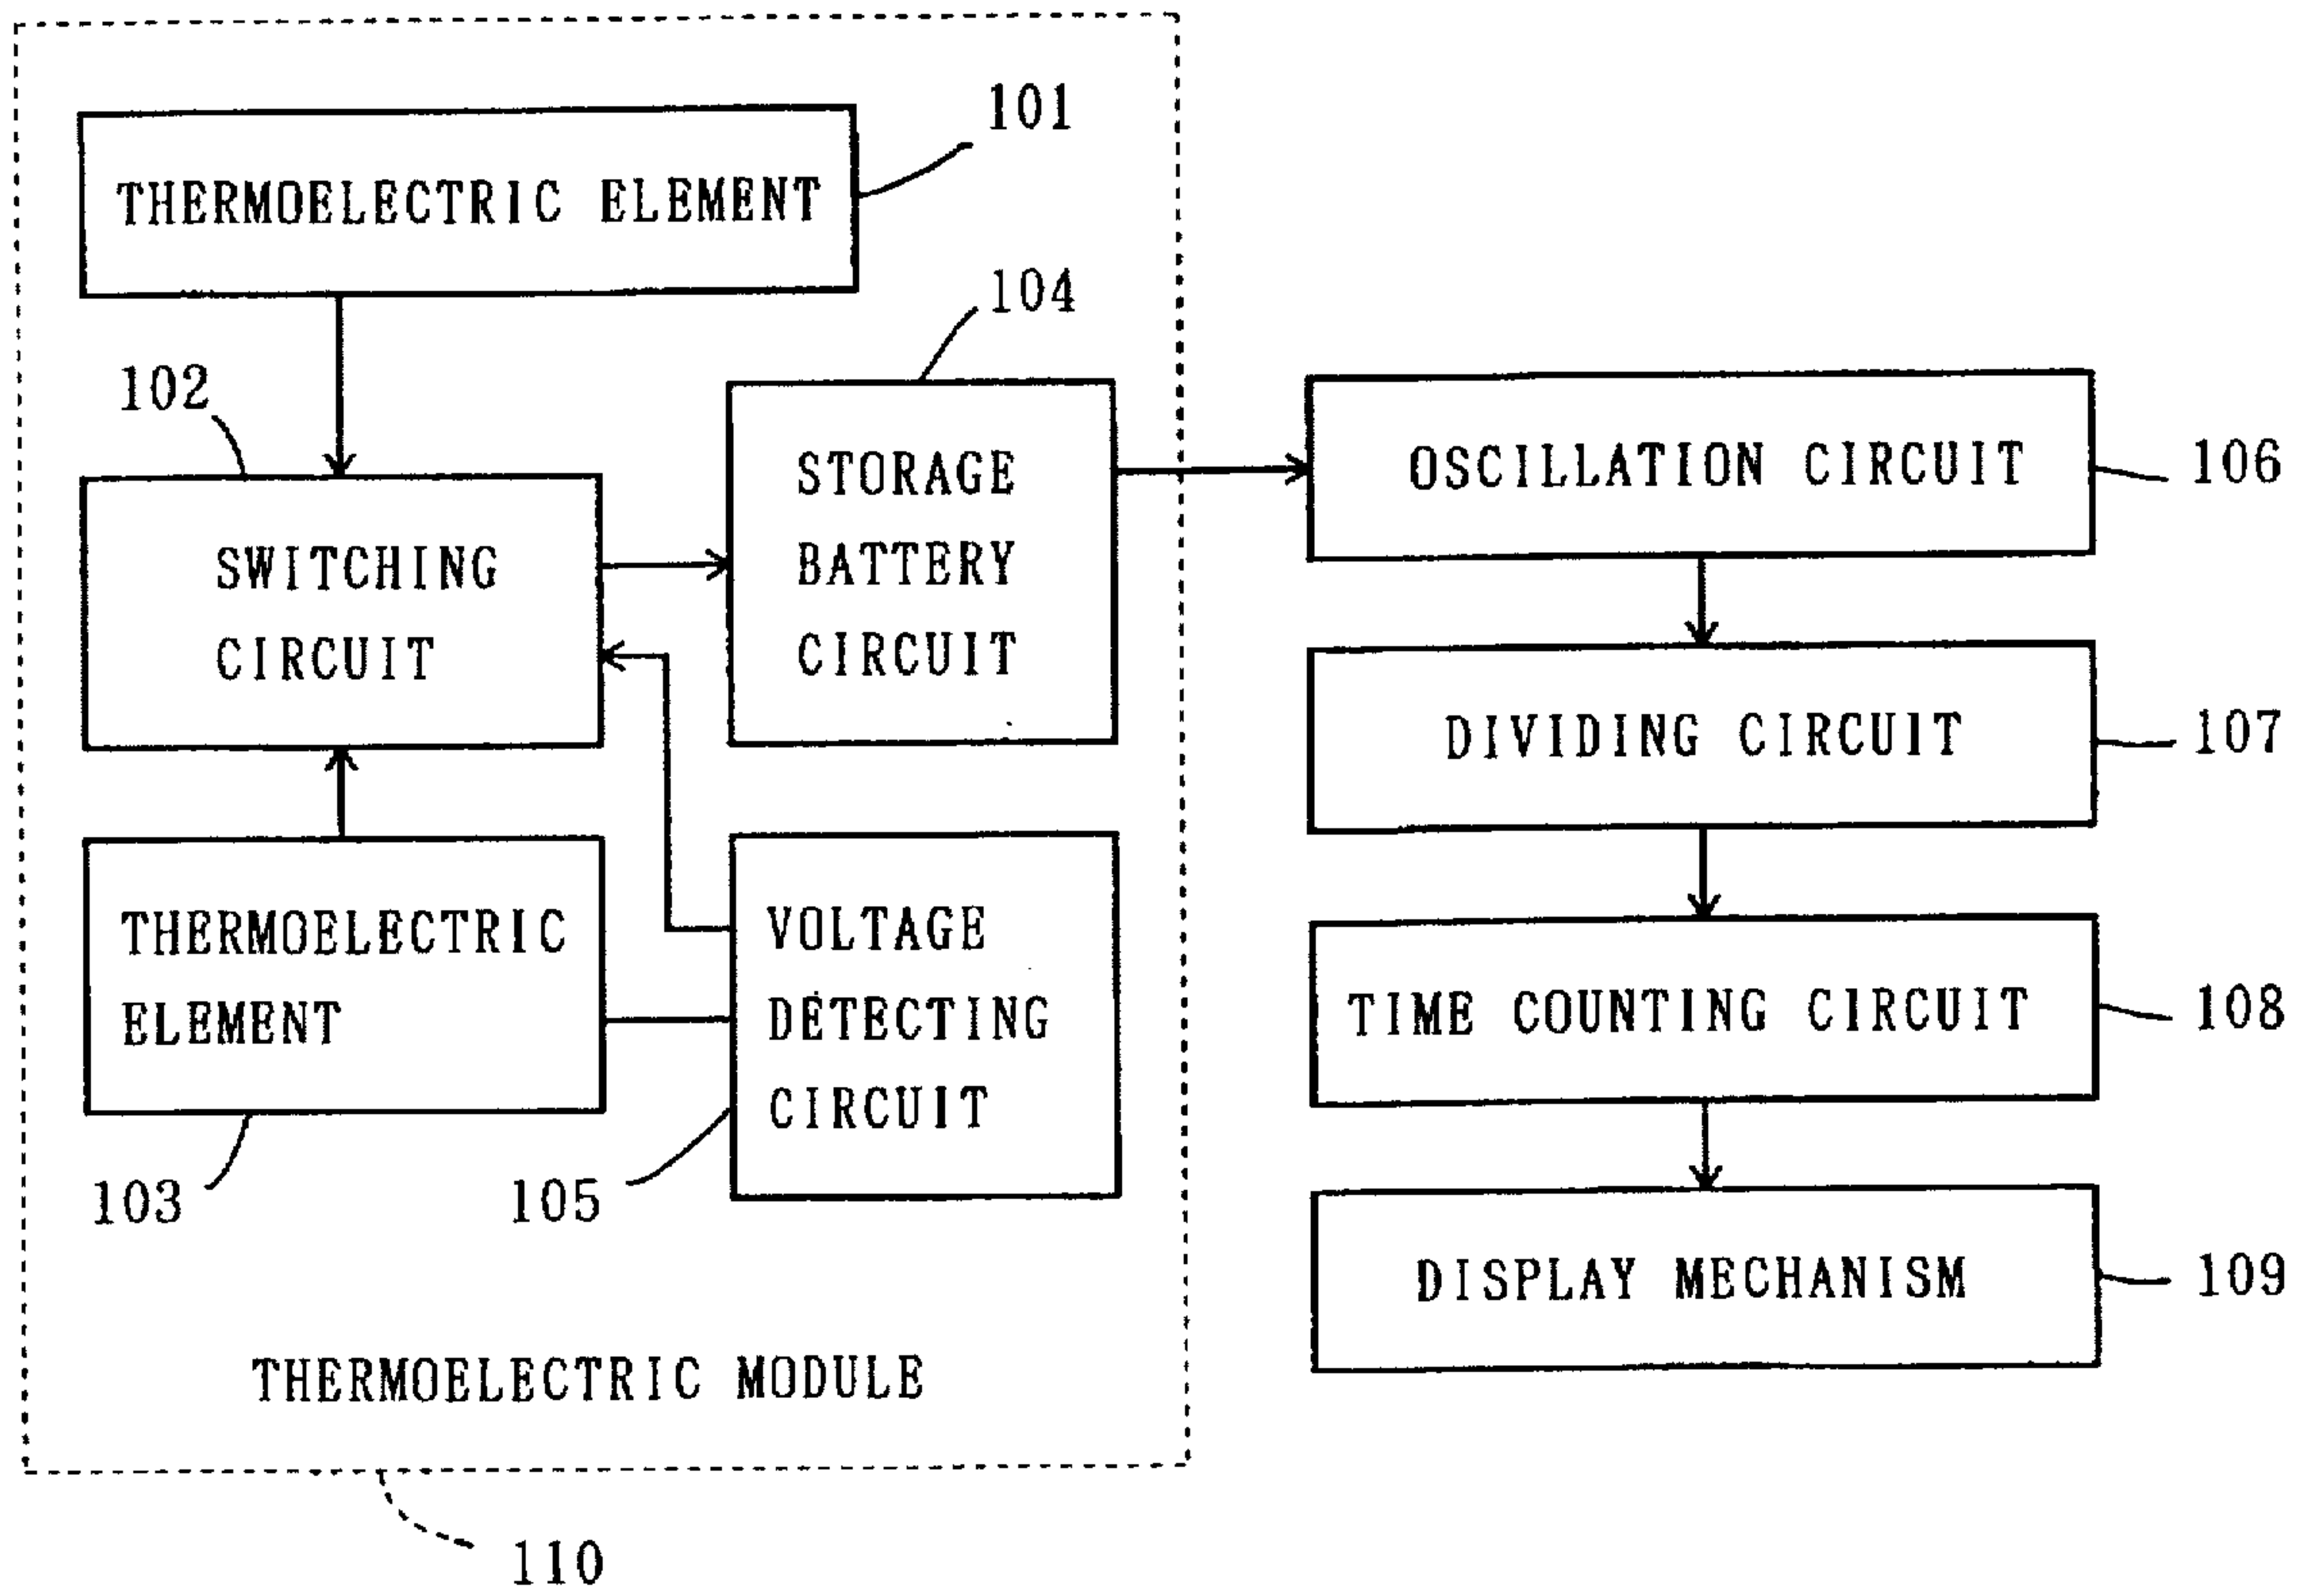 101
THERMOELECTRIC ELEMENT
104
102
STORAGE
BATTERY
CIRCUIT
SWITCHING
CIRCUIT
THERMOELECTRIC
ELEMENT
VOLTAGE
DETECTING
CIRCUIT
103
105
THERMOELECTRIC MODULE
110
OSCILLATION CIRCUIT
106
DIVIDING CIRCUIT
107
TIME COUNTING CIRCUIT
108
DISPLAY MECHANISM
109